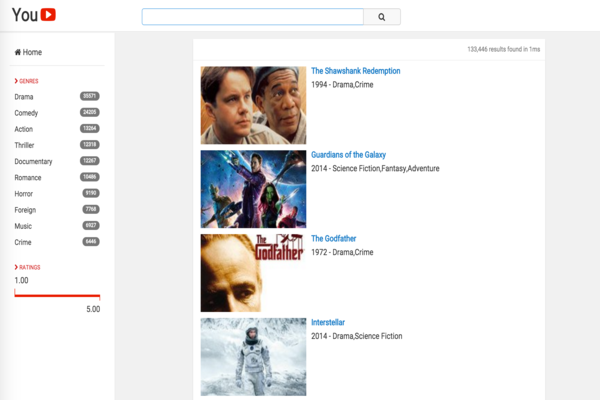 You
133,446 results found in 1ms
Home
GENRES
Drama 35571
Comedy 24205
Action 13264
Thriller 12318
Documentary 12267
Romance 10486
Horror 9190
Foreign 7768
Music 6927
Crime 6446
RATINGS
1.00
5.00
The Shawshank Redemption
1994 - Drama,Crime
Guardians of the Galaxy
2014 - Science Fiction,Fantasy,Adventure
The Godfather
The Godfather
1972 - Drama,Crime
Interstellar
2014 - Drama,Science Fiction